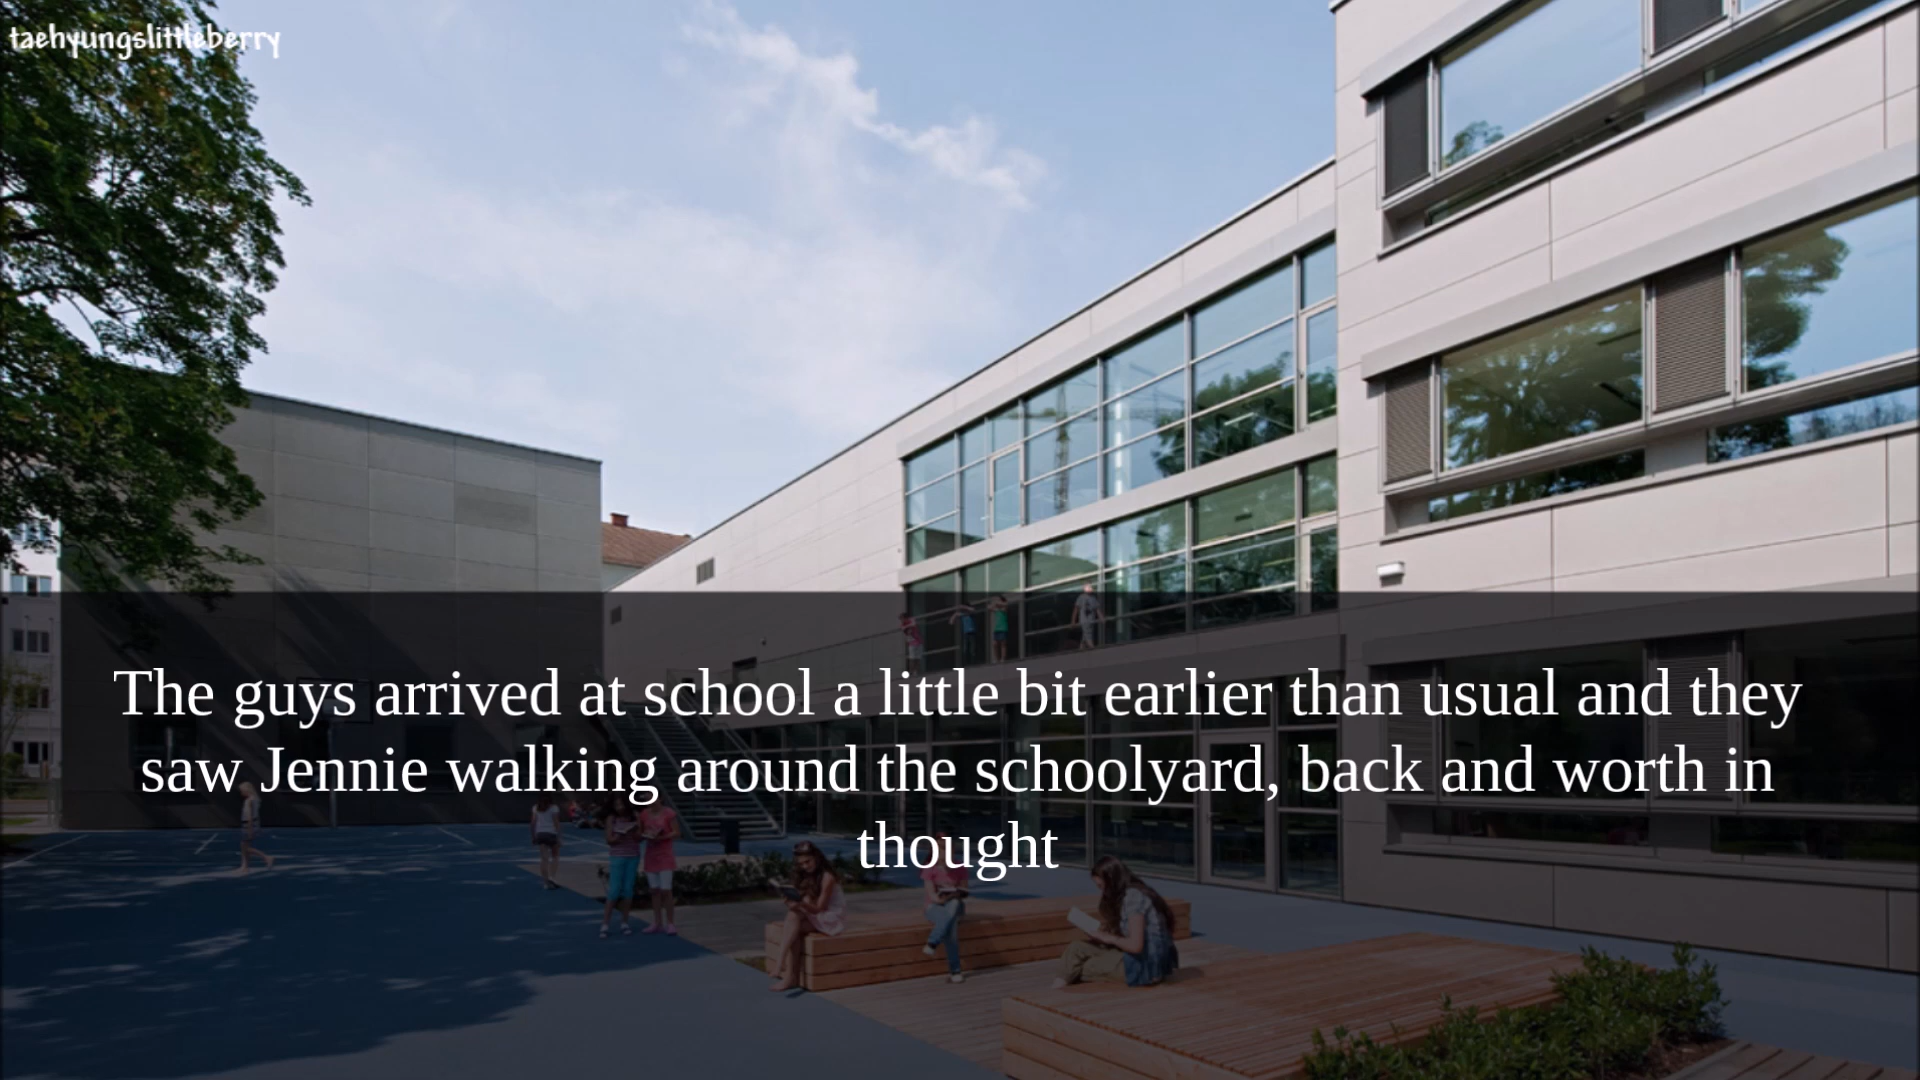 taehyungslittleberry
The guys arrived at school a little bit earlier than usual and they
saw Jennie walking around the schoolyard, back and worth in
thought